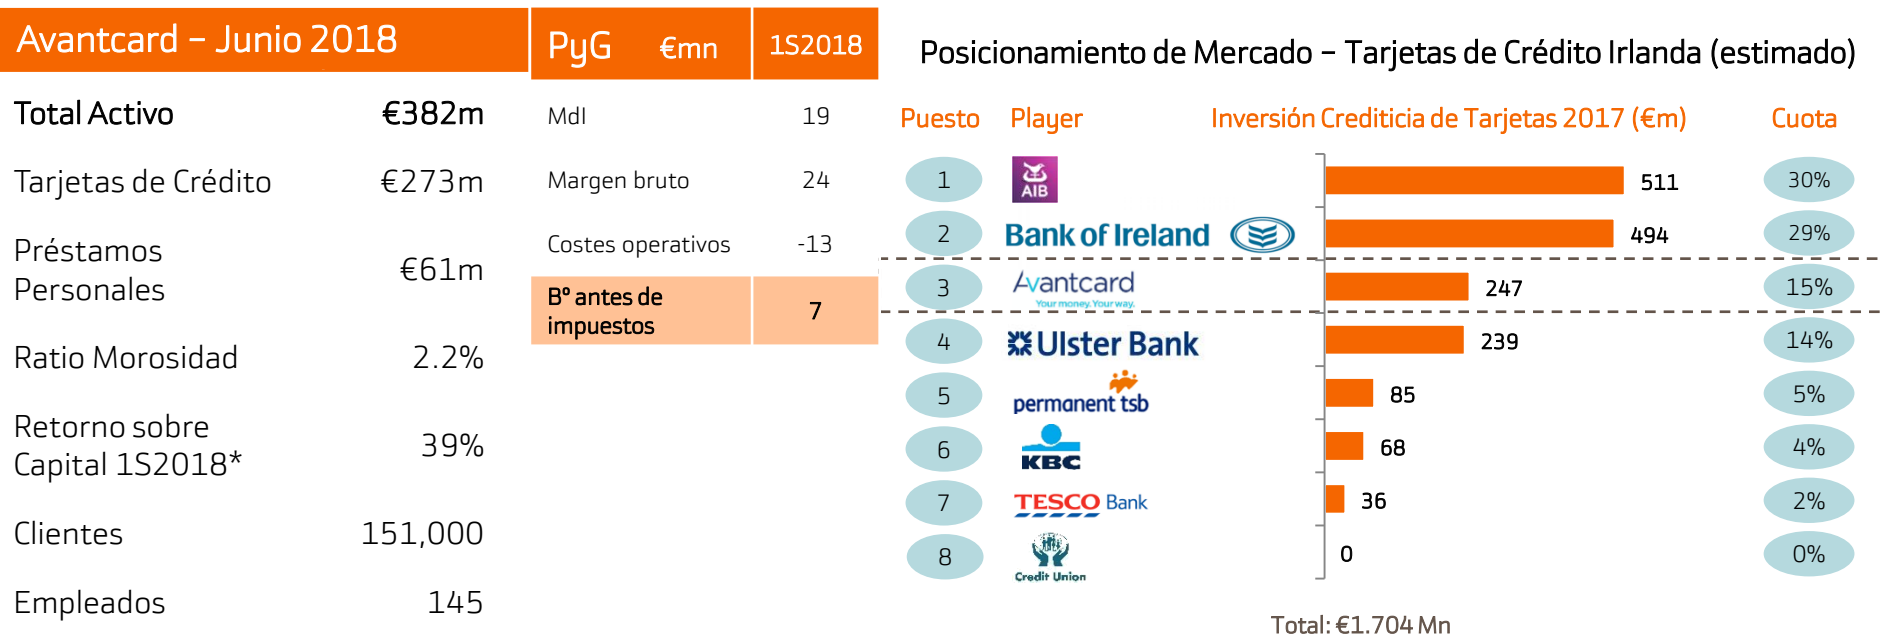 Avantcard – Junio 2018
Total Activo €382m
Tarjetas de Crédito €273m
Préstamos
Personales €61m
Ratio Morosidad 2.2%
Retorno sobre
Capital 1S2018* 39%
Clientes 151,000
Empleados 145
PyG €mn 1S2018
MdI 19
Margen bruto 24
Costes operativos -13
Bº antes de
impuestos 7
Posicionamiento de Mercado – Tarjetas de Crédito Irlanda (estimado)
Puesto Player Inversión Crediticia de Tarjetas 2017 (€m) Cuota
1 AIB 511 30%
2 Bank of Ireland 494 29%
3 Avantcard 247 15%
Your money. Your way.
4 Ulster Bank 239 14%
5 permanent tsb 85 5%
6 KBC 68 4%
7 TESCO Bank 36 2%
8 Credit Union 0 0%
Total: €1.704 Mn